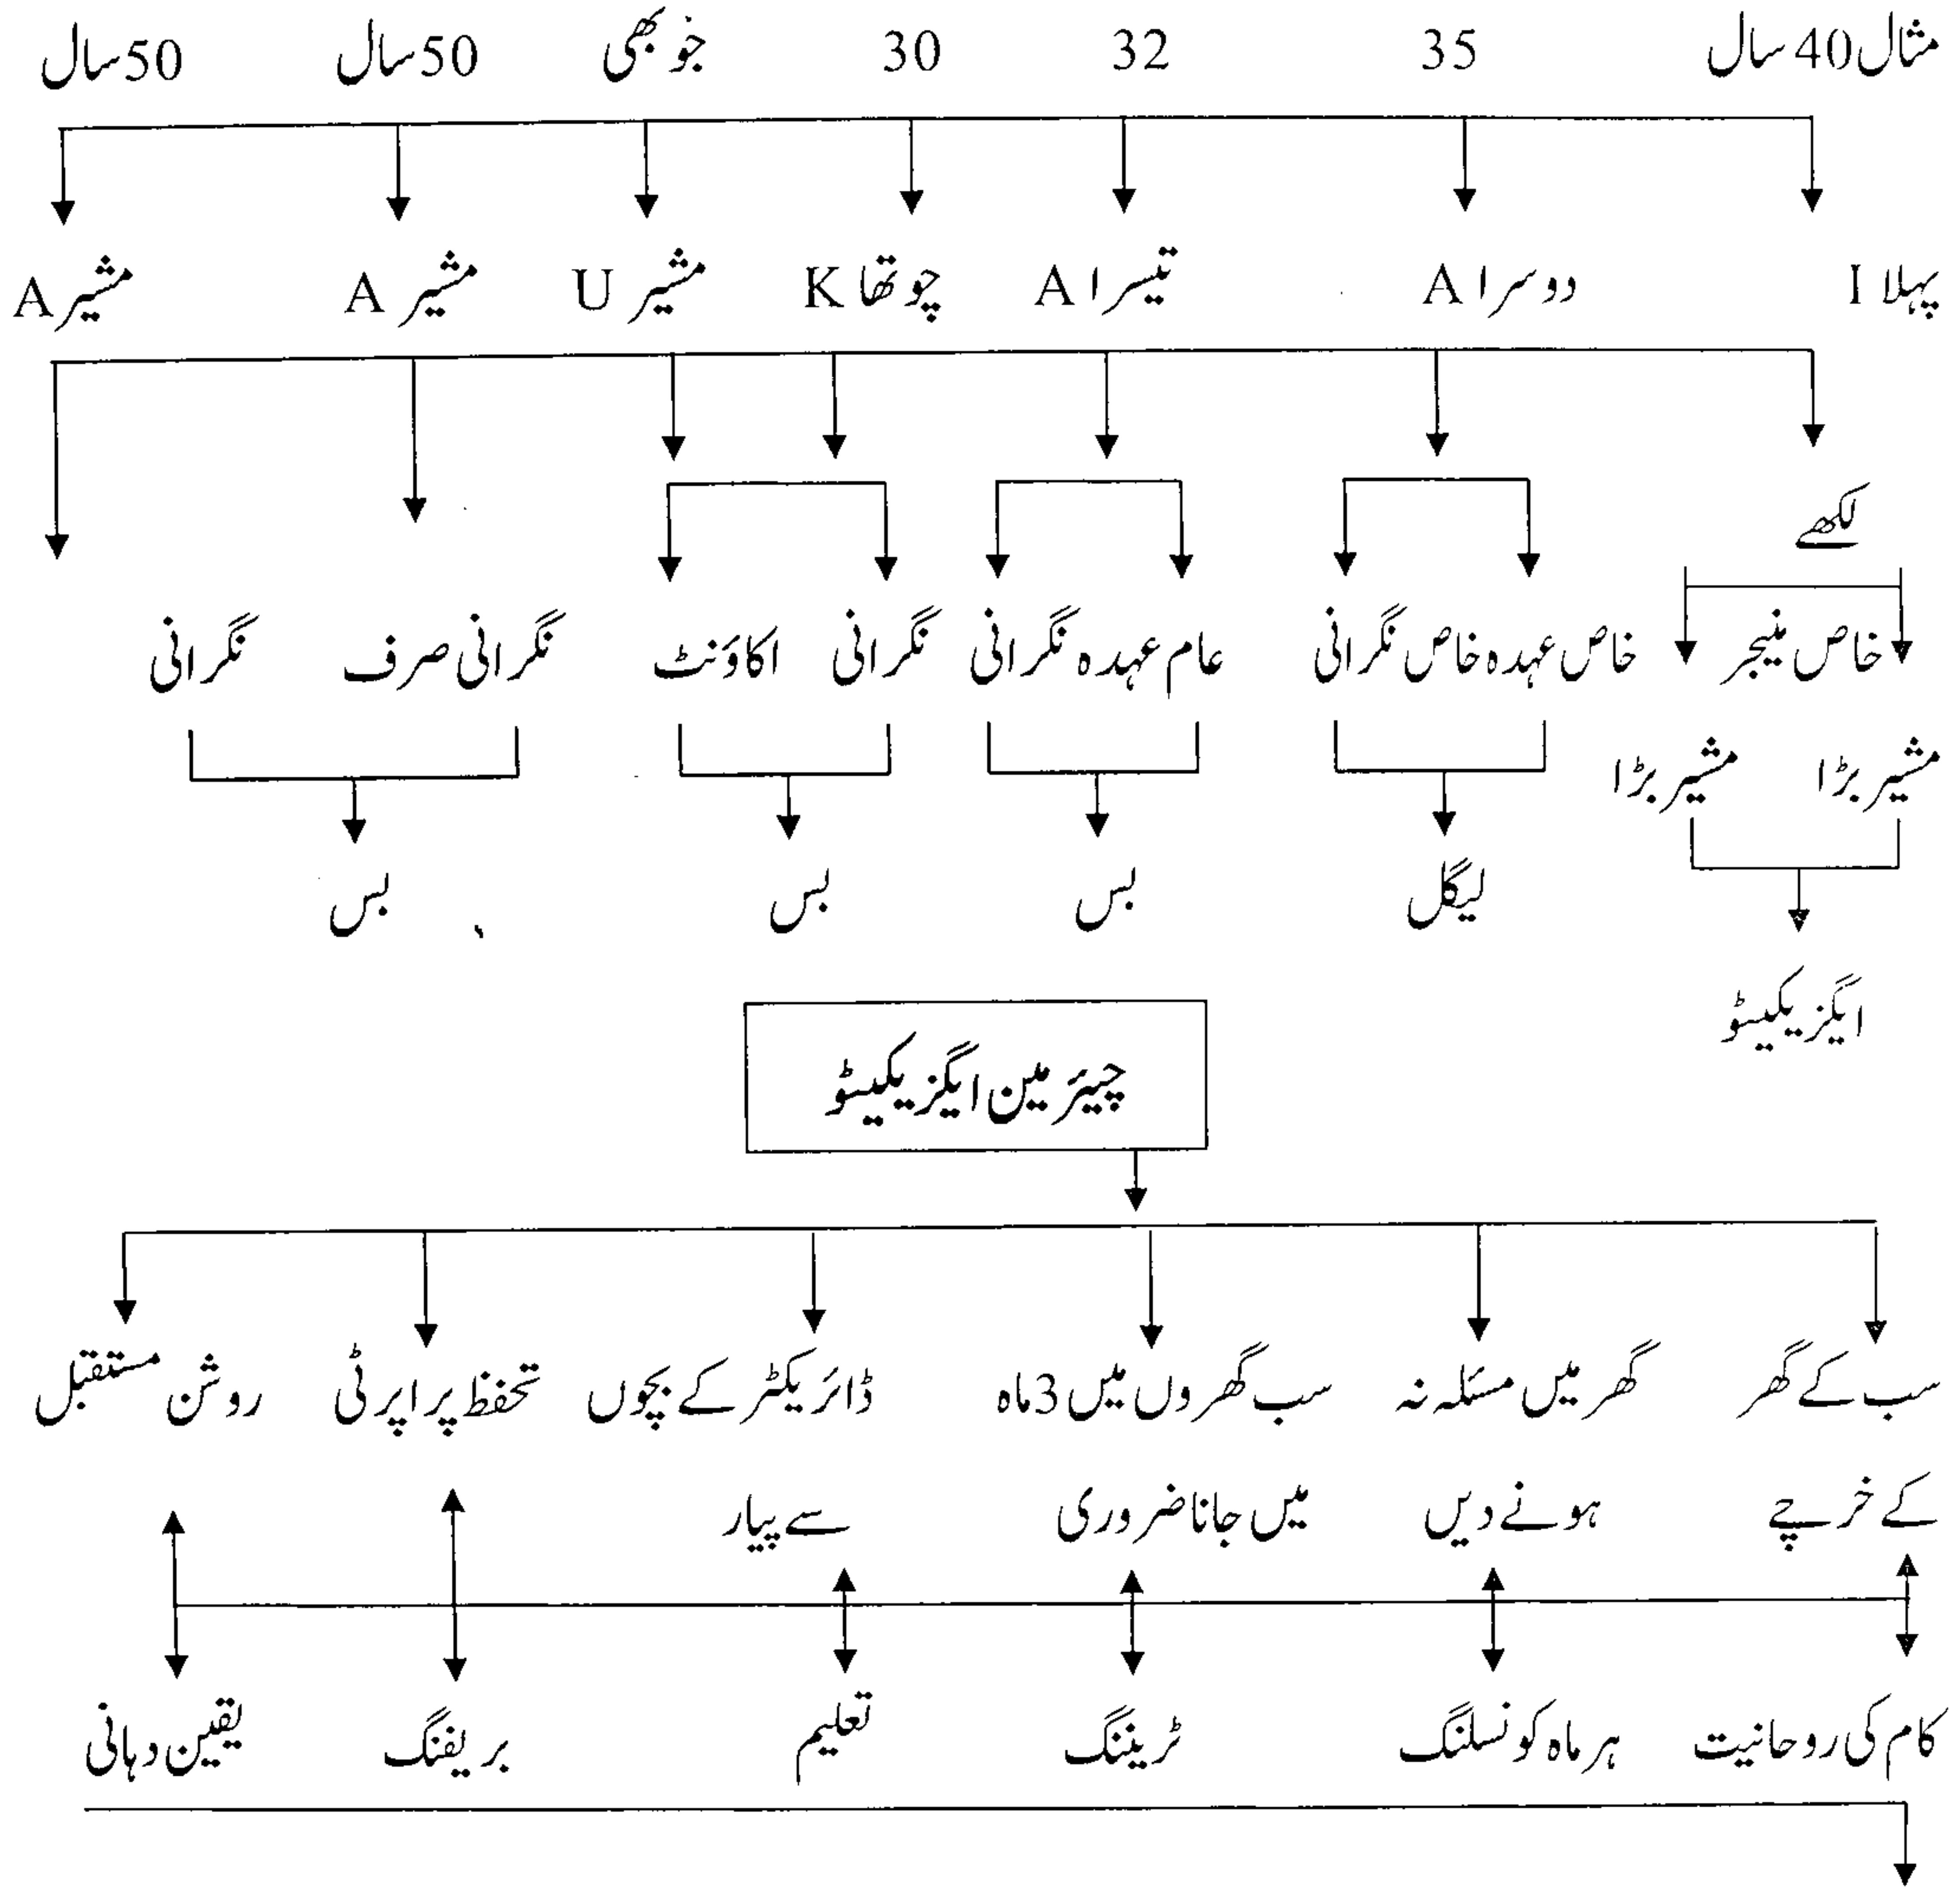 مثال 40 سال 35 32 30 جو بھی 50 سال 50 سال
پہلا I دوسرا A تیسرا A چوتھا K مشیر U مشیر A مشیر A
لکھے
خاص منیجر خاص عہدہ خاص نگرانی عام عہدہ نگرانی نگرانی اکاؤنٹ نگرانی صرف نگرانی
مشیر بڑا مشیر بڑا
لیگل بس بس بس
ایگزیکیٹو
چیئرمین ایگزیکیٹو
سب کے گھر گھر میں مسئلہ نہ سب گھروں میں 3 ماہ ڈائریکٹر کے بچوں تحفظ پراپرٹی روشن مستقبل
کے خرچے ہونے دیں میں جانا ضروری سے پیار
کام کی روحانیت ہر ماہ کونسلنگ ٹریننگ تعلیم بریفنگ یقین دہانی